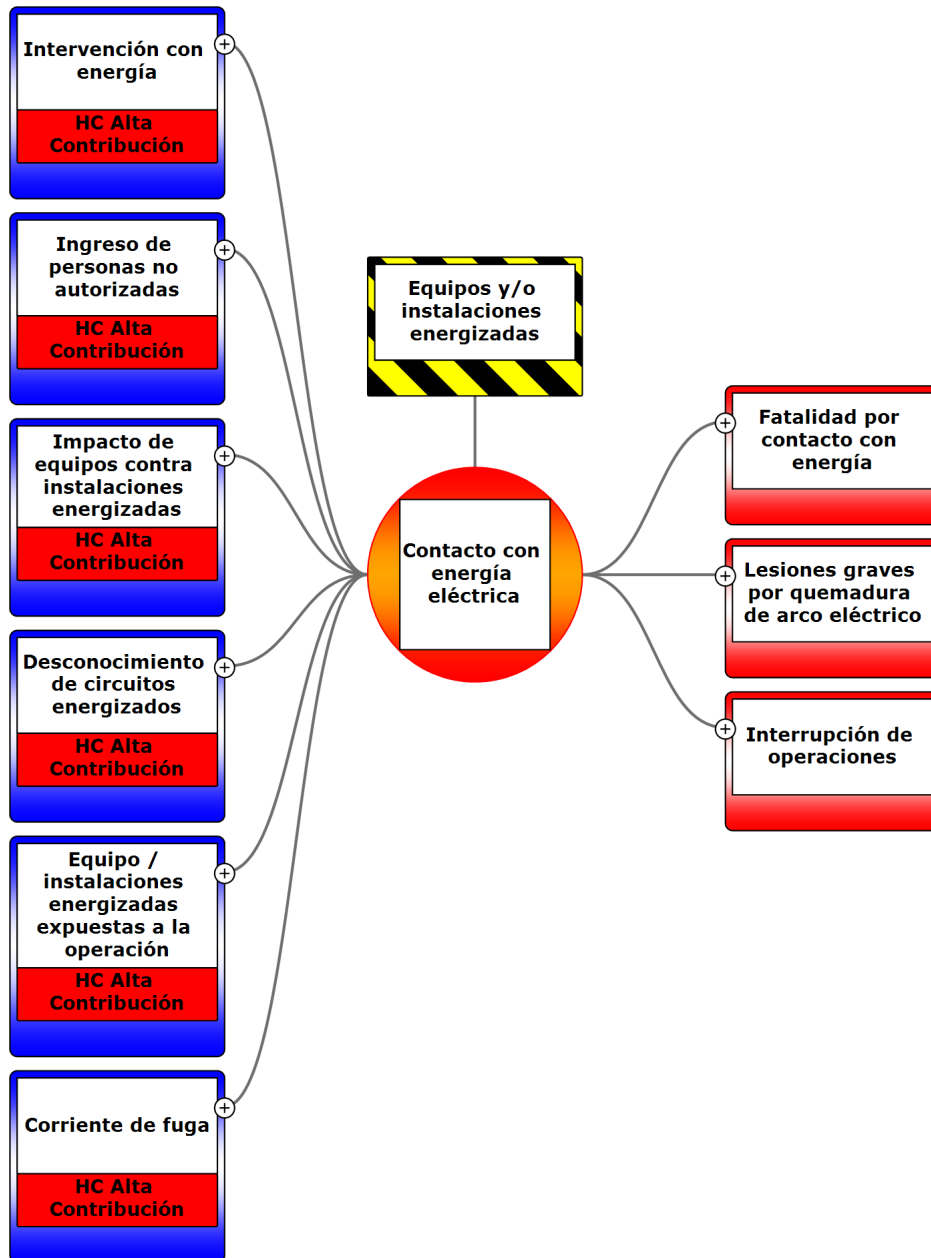 Intervención con
energía
HC Alta
Contribución
Ingreso de
personas no
autorizadas
HC Alta
Contribución
Impacto de
equipos contra
instalaciones
energizadas
HC Alta
Contribución
Desconocimiento
de circuitos
energizados
HC Alta
Contribución
Equipo /
instalaciones
energizadas
expuestas a la
operación
HC Alta
Contribución
Corriente de fuga
HC Alta
Contribución
Equipos y/o
instalaciones
energizadas
Contacto con
energía
eléctrica
Fatalidad por
contacto con
energía
Lesiones graves
por quemadura
de arco eléctrico
Interrupción de
operaciones